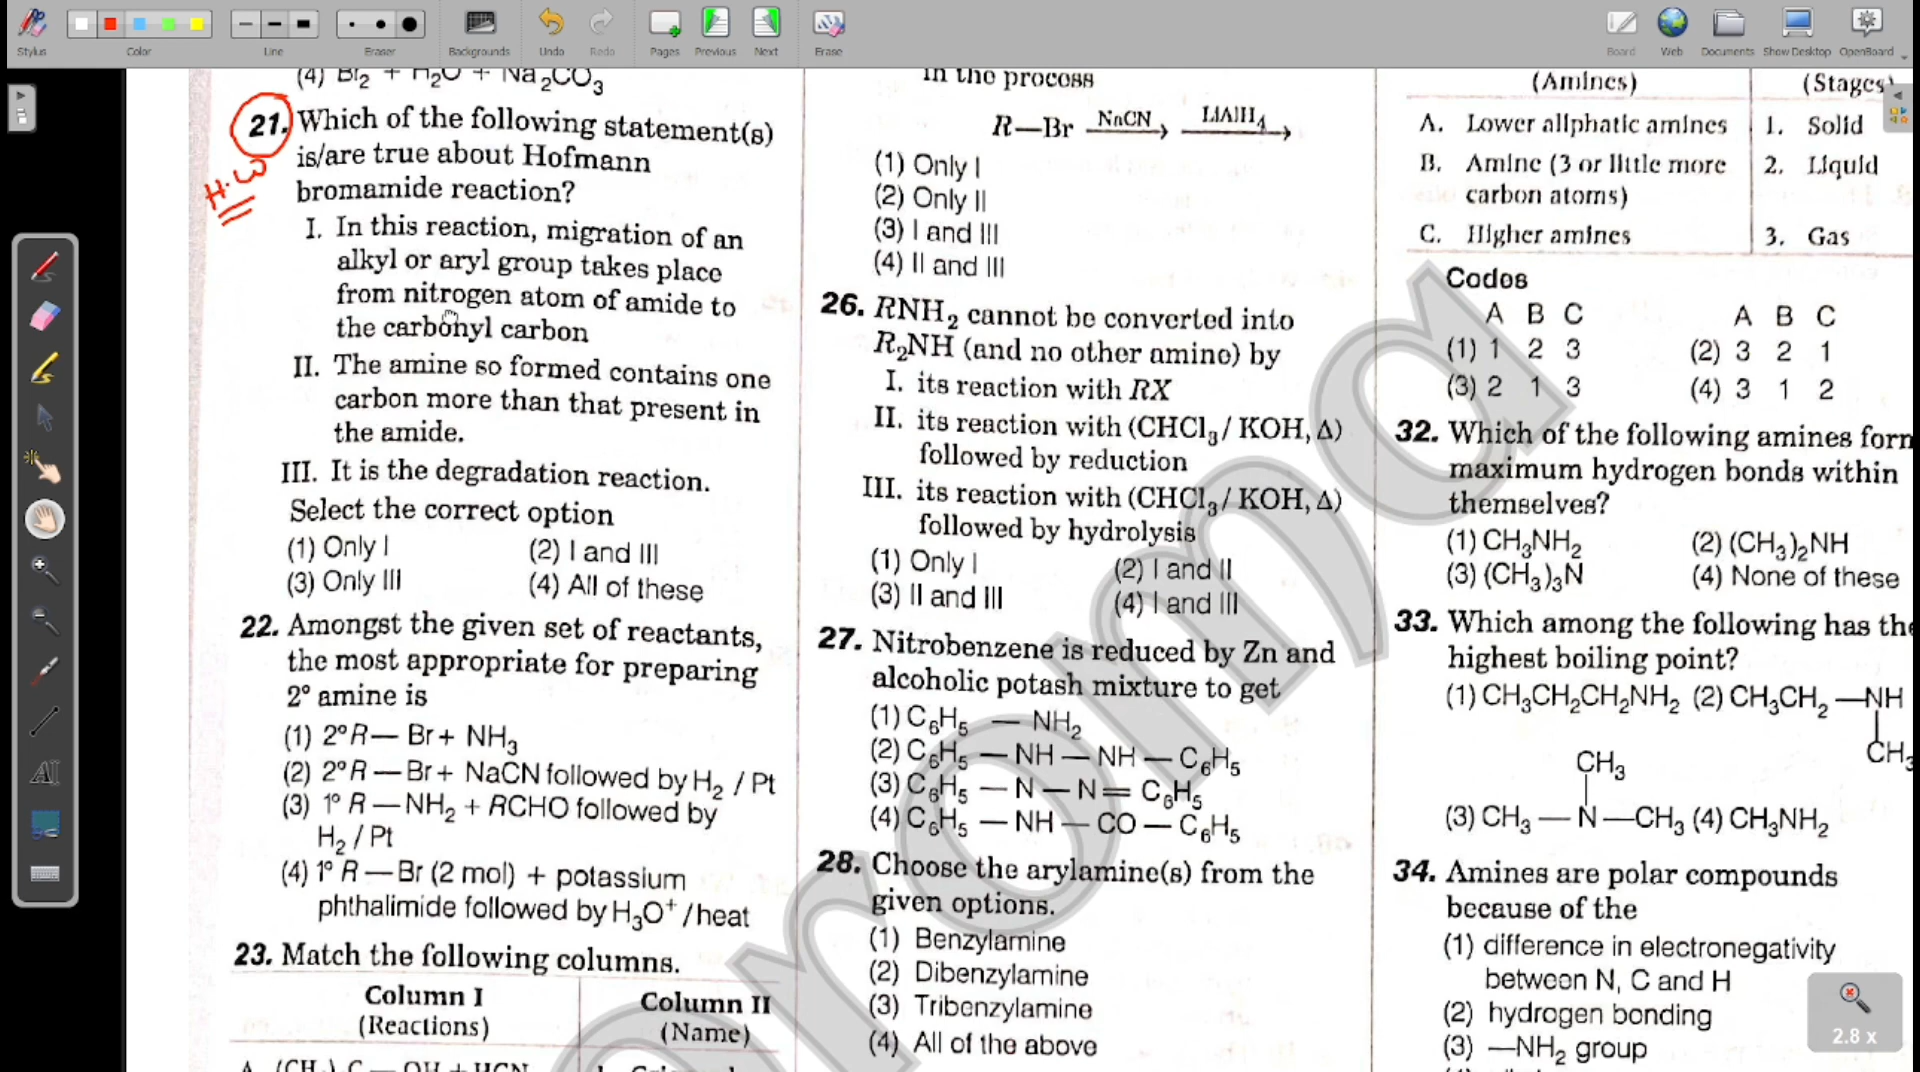 Stylus
Color
Line
Eraser
Backgrounds
Undo
Redo
Pages
Previous
Next
Erase
Board
Web
Documents
Show Desktop
OpenBoard
(4) Br₂ + H₂O + Na₂CO₃
21. Which of the following statement(s)
H.W
is/are true about Hofmann
bromamide reaction?
I. In this reaction, migration of an
alkyl or aryl group takes place
from nitrogen atom of amide to
the carbonyl carbon
II. The amine so formed contains one
carbon more than that present in
the amide.
III. It is the degradation reaction.
Select the correct option
(1) Only I (2) I and III
(3) Only III (4) All of these
22. Amongst the given set of reactants,
the most appropriate for preparing
2° amine is
(1) 2° R— Br + NH₃
(2) 2° R — Br + NaCN followed by H₂ / Pt
(3) 1° R — NH₂ + RCHO followed by
H₂ / Pt
(4) 1° R — Br (2 mol) + potassium
phthalimide followed by H₃O⁺ / heat
23. Match the following columns.
Column I Column II
(Reactions) (Name)
in the process
R—Br NaCN LiAlH₄
(1) Only I
(2) Only II
(3) I and III
(4) II and III
26. RNH₂ cannot be converted into
R₂NH (and no other amine) by
I. its reaction with RX
II. its reaction with (CHCl₃ / KOH, Δ)
followed by reduction
III. its reaction with (CHCl₃ / KOH, Δ)
followed by hydrolysis
(1) Only I (2) I and II
(3) II and III (4) I and III
27. Nitrobenzene is reduced by Zn and
alcoholic potash mixture to get
(1) C₆H₅ — NH₂
(2) C₆H₅ — NH — NH — C₆H₅
(3) C₆H₅ — N — N = C₆H₅
(4) C₆H₅ — NH — CO — C₆H₅
28. Choose the arylamine(s) from the
given options.
(1) Benzylamine
(2) Dibenzylamine
(3) Tribenzylamine
(4) All of the above
(Amines) (Stages)
A. Lower aliphatic amines 1. Solid
B. Amine (3 or little more 2. Liquid
carbon atoms)
C. Higher amines 3. Gas
Codes
A B C A B C
(1) 1 2 3 (2) 3 2 1
(3) 2 1 3 (4) 3 1 2
32. Which of the following amines form
maximum hydrogen bonds within
themselves?
(1) CH₃NH₂ (2) (CH₃)₂NH
(3) (CH₃)₃N (4) None of these
33. Which among the following has the
highest boiling point?
(1) CH₃CH₂CH₂NH₂ (2) CH₃CH₂ —NH
CH₃
CH₃
(3) CH₃ — N —CH₃ (4) CH₃NH₂
34. Amines are polar compounds
because of the
(1) difference in electronegativity
between N, C and H
(2) hydrogen bonding
(3) —NH₂ group
2.8 x